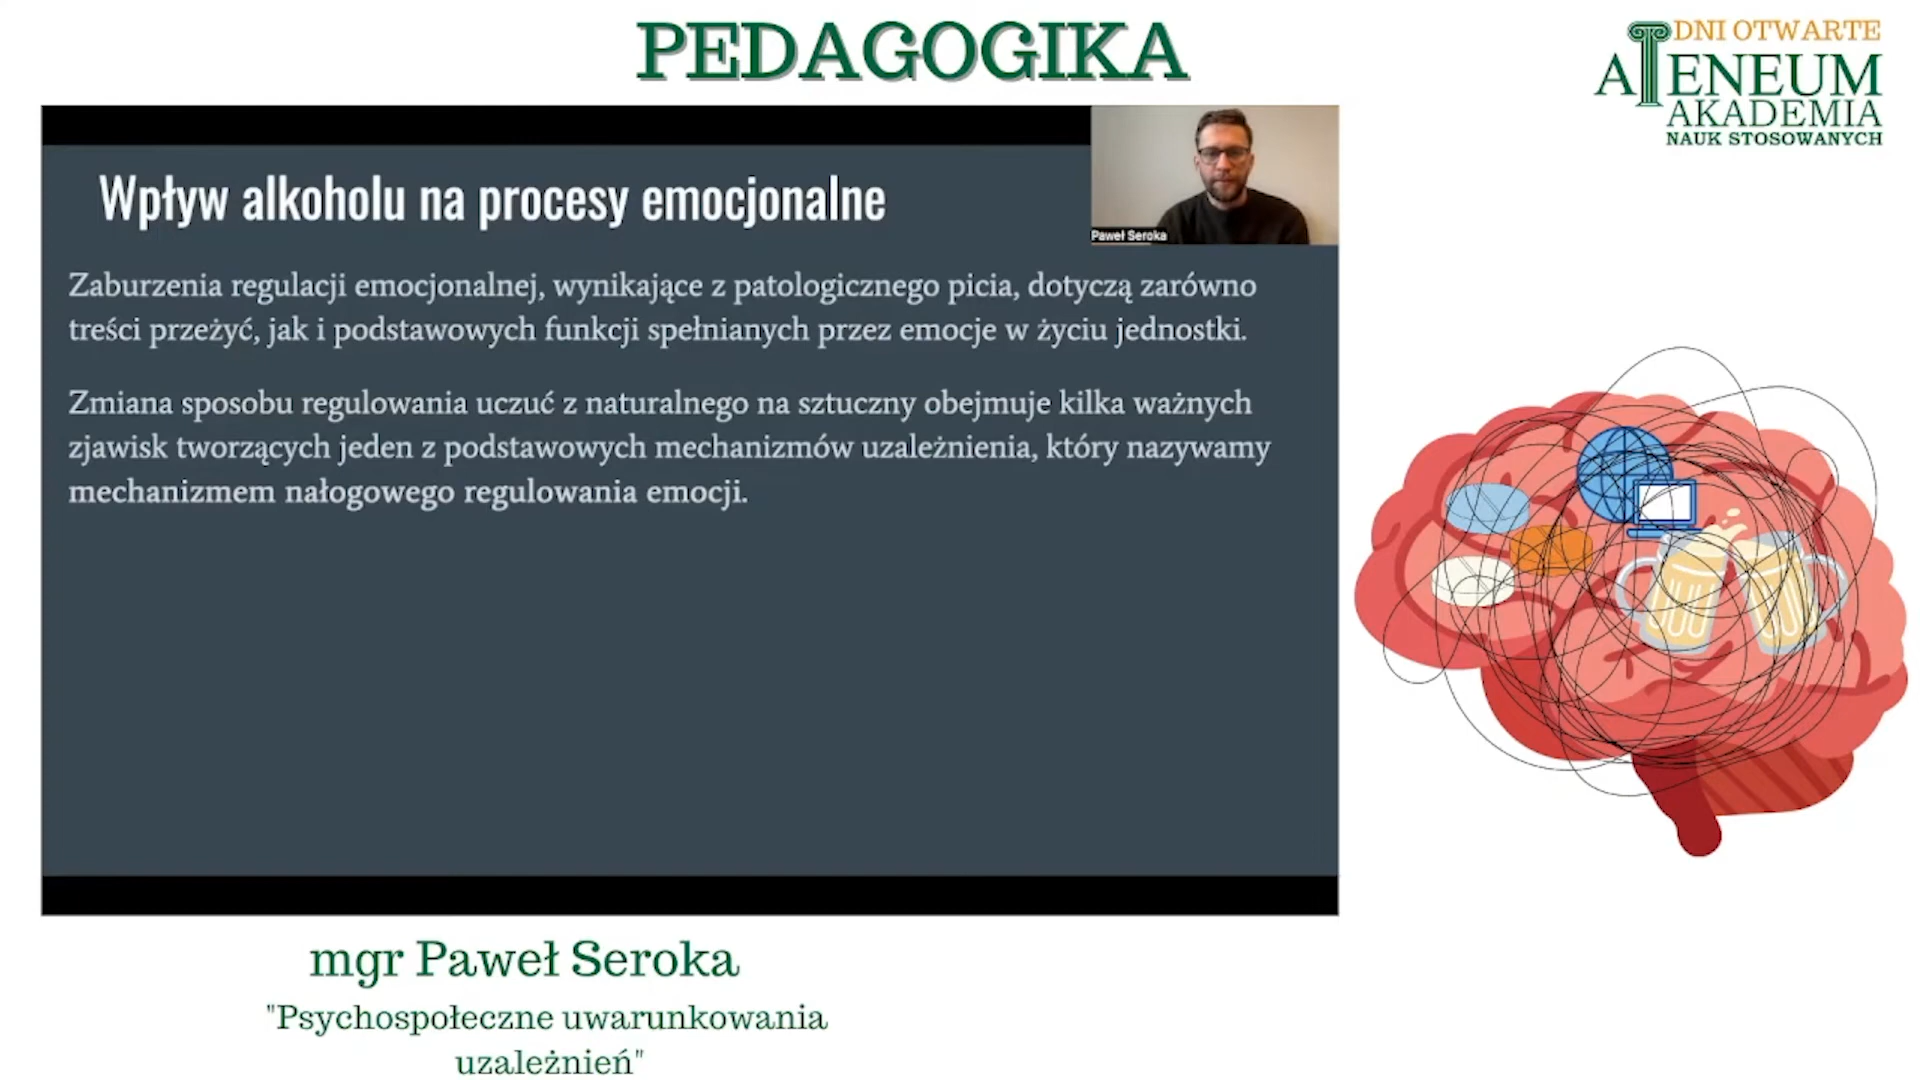 PEDAGOGIKA
DNI OTWARTE
ATENEUM
AKADEMIA
NAUK STOSOWANYCH
Wpływ alkoholu na procesy emocjonalne
Paweł Seroka
Zaburzenia regulacji emocjonalnej, wynikające z patologicznego picia, dotyczą zarówno
treści przeżyć, jak i podstawowych funkcji spełnianych przez emocje w życiu jednostki.
Zmiana sposobu regulowania uczuć z naturalnego na sztuczny obejmuje kilka ważnych
zjawisk tworzących jeden z podstawowych mechanizmów uzależnienia, który nazywamy
mechanizmem nałogowego regulowania emocji.
mgr Paweł Seroka
"Psychospołeczne uwarunkowania
uzależnień"